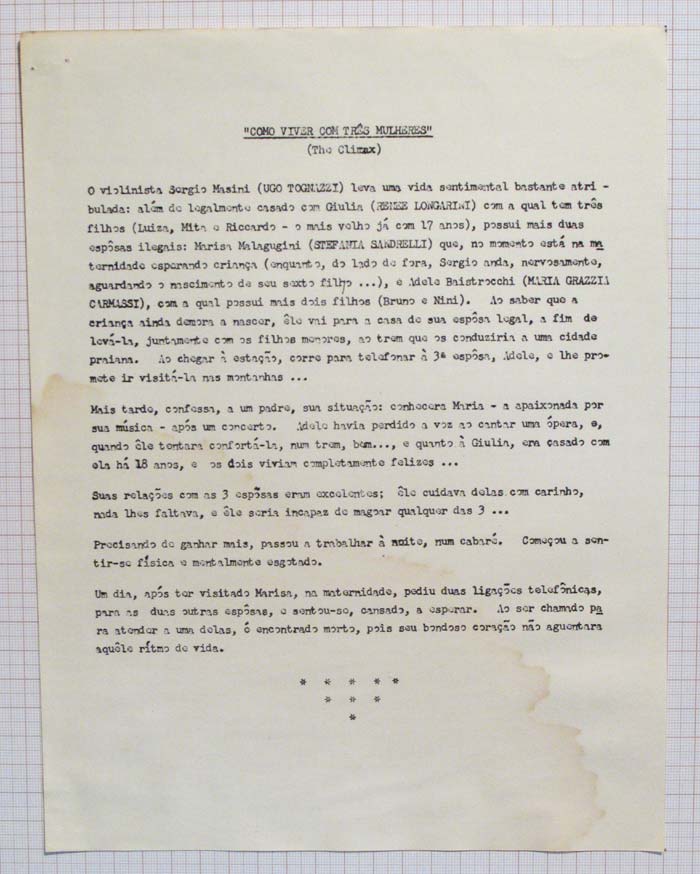 "COMO VIVER COM TRÊS MULHERES"
(The Climax)
O violinista Sergio Masini (UGO TOGNAZZI) leva uma vida sentimental bastante atri -
bulada: além de legalmente casado com Giulia (RENEE LONGARINI) com a qual tem três
filhos (Luiza, Mita e Riccardo - o mais velho já com 17 anos), possui mais duas
espôsas ilegais: Marisa Malagugini (STEFANIA SANDRELLI) que, no momento está na ma
ternidade esperando criança (enquanto, do lado de fora, Sergio anda, nervosamente,
aguardando o nascimento de seu sexto filho ...), e Adele Baistrocchi (MARIA GRAZZIA
CARMASSI), com a qual possui mais dois filhos (Bruno e Nini). Ao saber que a
criança ainda demora a nascer, êle vai para a casa de sua espôsa legal, a fim de
levá-la, juntamente com os filhos menores, ao trem que os conduziria a uma cidade
praiana. Ao chegar à estação, corre para telefonar à 3ª espôsa, Adele, e lhe pro-
mete ir visitá-la nas montanhas ...
Mais tarde, confessa, a um padre, sua situação: conhecera Maria - a apaixonada por
sua música - após um concerto. Adele havia perdido a voz ao cantar uma ópera, e,
quando êle tentara confortá-la, num trem, bem..., e quanto à Giulia, era casado com
ela há 18 anos, e os dois viviam completamente felizes ...
Suas relações com as 3 espôsas eram excelentes; êle cuidava delas com carinho,
nada lhes faltava, e êle seria incapaz de magoar qualquer das 3 ...
Precisando de ganhar mais, passou a trabalhar à noite, num cabaré. Começou a sen-
tir-se física e mentalmente esgotado.
Um dia, após ter visitado Marisa, na maternidade, pediu duas ligações telefônicas,
para as duas outras espôsas, e sentou-se, cansado, a esperar. Ao ser chamado pa
ra atender a uma delas, é encontrado morto, pois seu bondoso coração não aguentara
aquêle rítmo de vida.
* * * * *
* * *
*